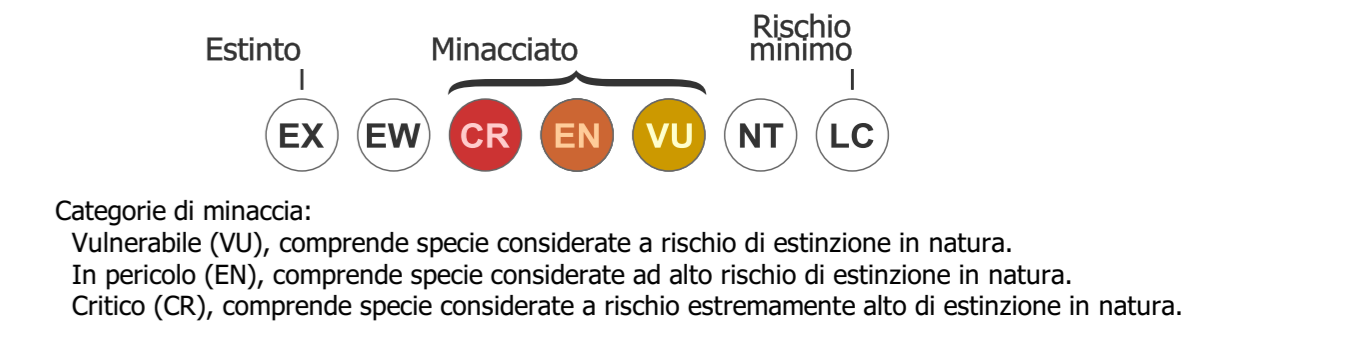 Rischio
Estinto Minacciato minimo
EX EW CR EN VU NT LC
Categorie di minaccia:
Vulnerabile (VU), comprende specie considerate a rischio di estinzione in natura.
In pericolo (EN), comprende specie considerate ad alto rischio di estinzione in natura.
Critico (CR), comprende specie considerate a rischio estremamente alto di estinzione in natura.